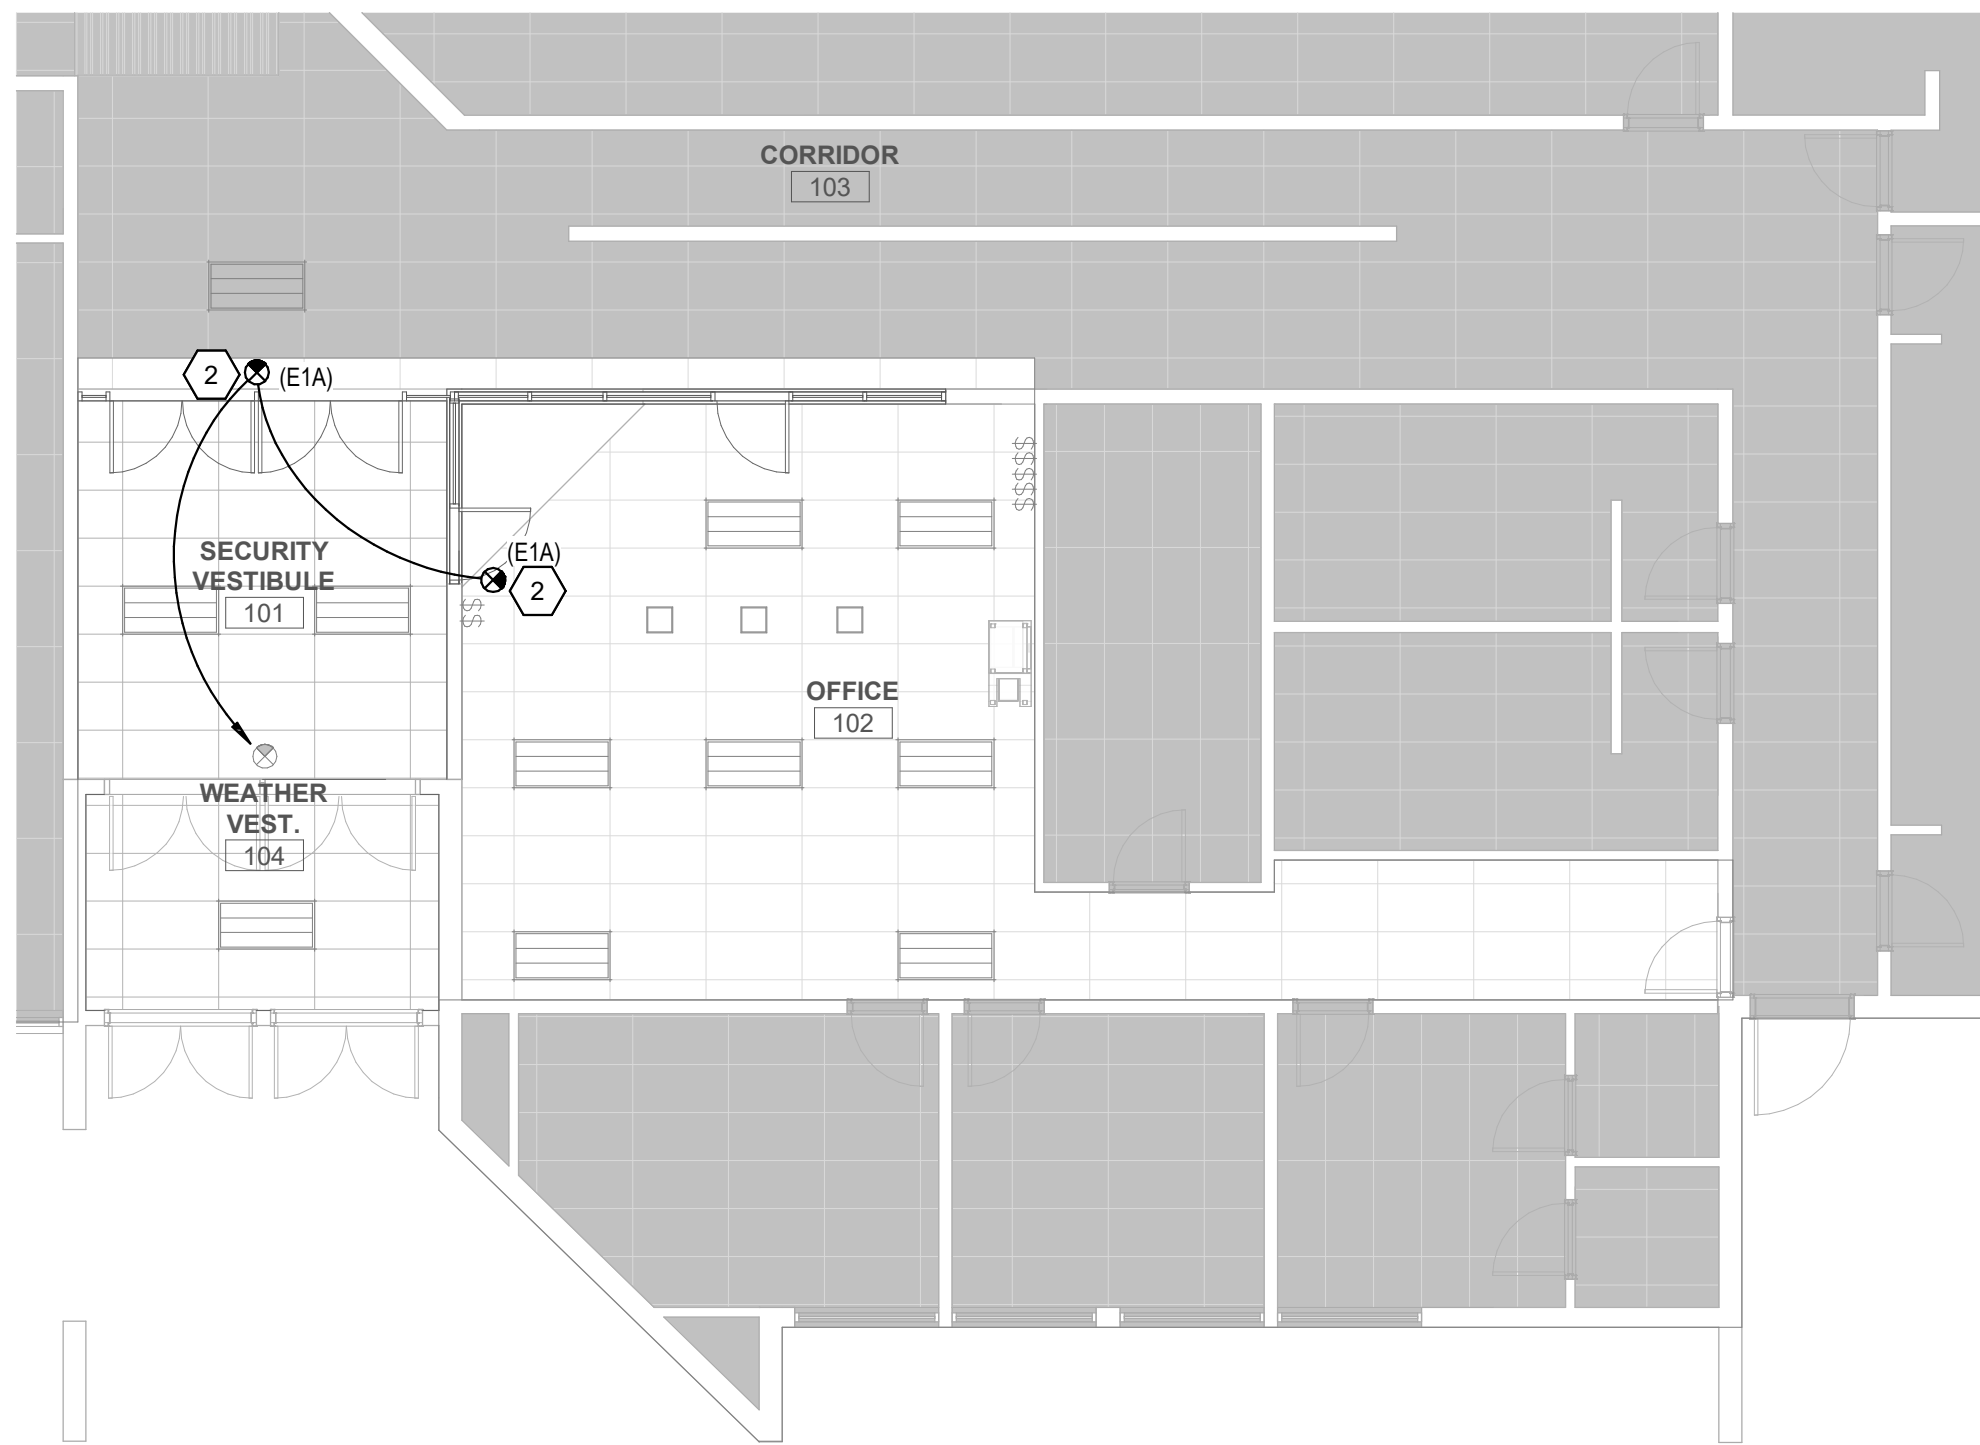 CORRIDOR
103
2
(E1A)
SECURITY
VESTIBULE
101
(E1A)
2
$$$$$
$$
OFFICE
102
WEATHER
VEST.
104